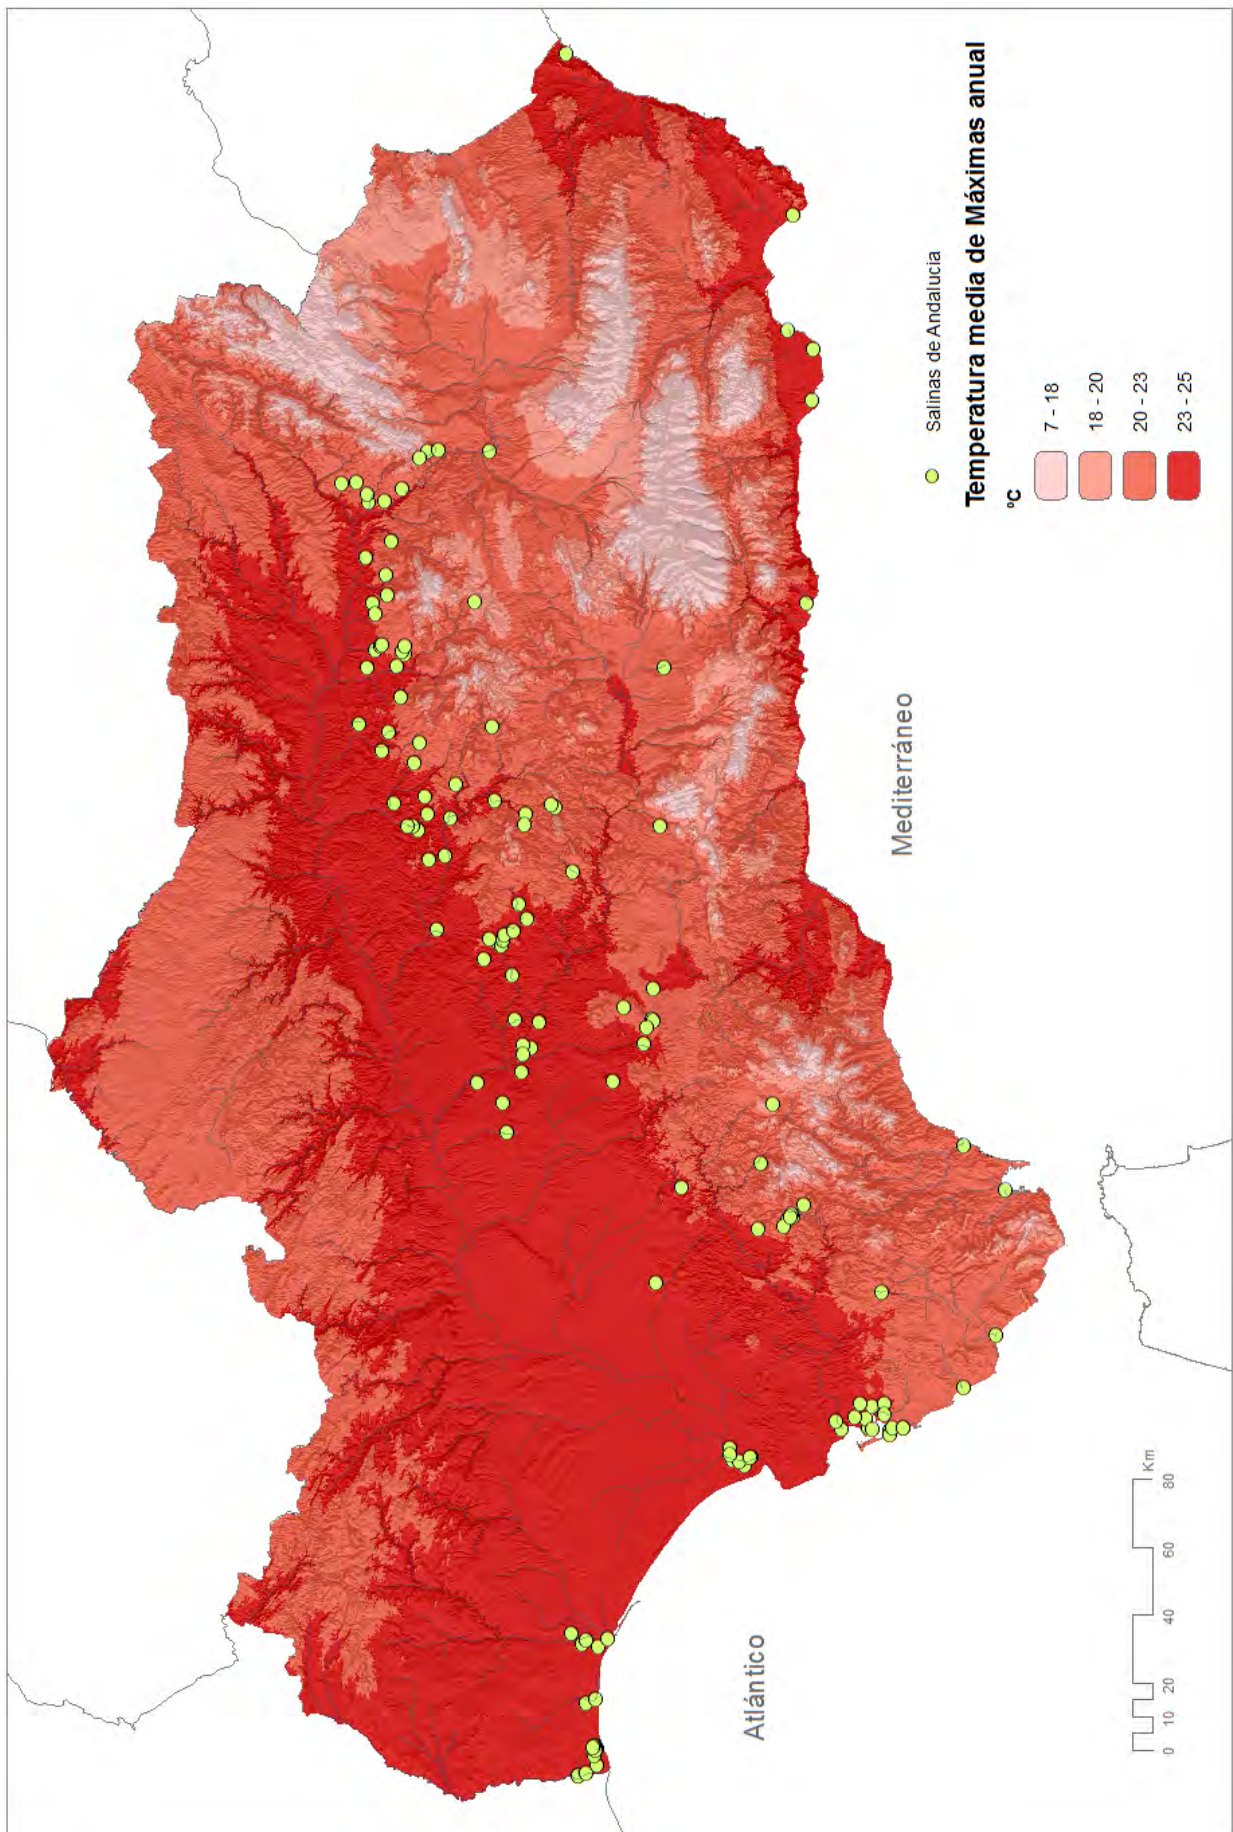 Salinas de Andalucia
Temperatura media de Máximas anual
ºC
7 - 18
18 - 20
20 - 23
23 - 25
Mediterráneo
Atlántico
Km
0 10 20 40 60 80